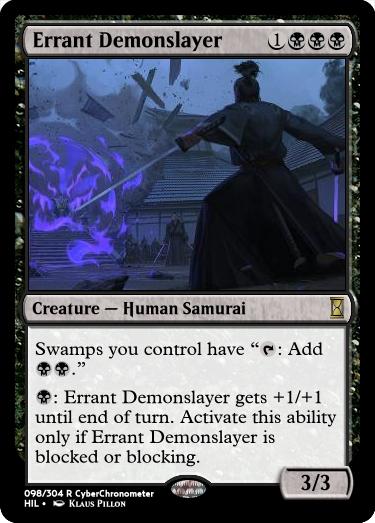 Errant Demonslayer 1
Creature — Human Samurai
Swamps you control have “: Add
.”
: Errant Demonslayer gets +1/+1
until end of turn. Activate this ability
only if Errant Demonslayer is
blocked or blocking.
3/3
098/304 R CyberChronometer
HIL • Klaus Pillon